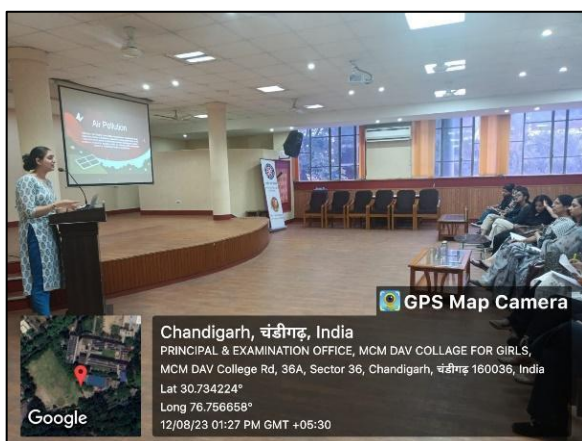 Air Pollution
GPS Map Camera
Chandigarh, चंडीगढ़, India
PRINCIPAL & EXAMINATION OFFICE, MCM DAV COLLAGE FOR GIRLS,
MCM DAV College Rd, 36A, Sector 36, Chandigarh, चंडीगढ़ 160036, India
Lat 30.734224°
Long 76.756658°
12/08/23 01:27 PM GMT +05:30
Google